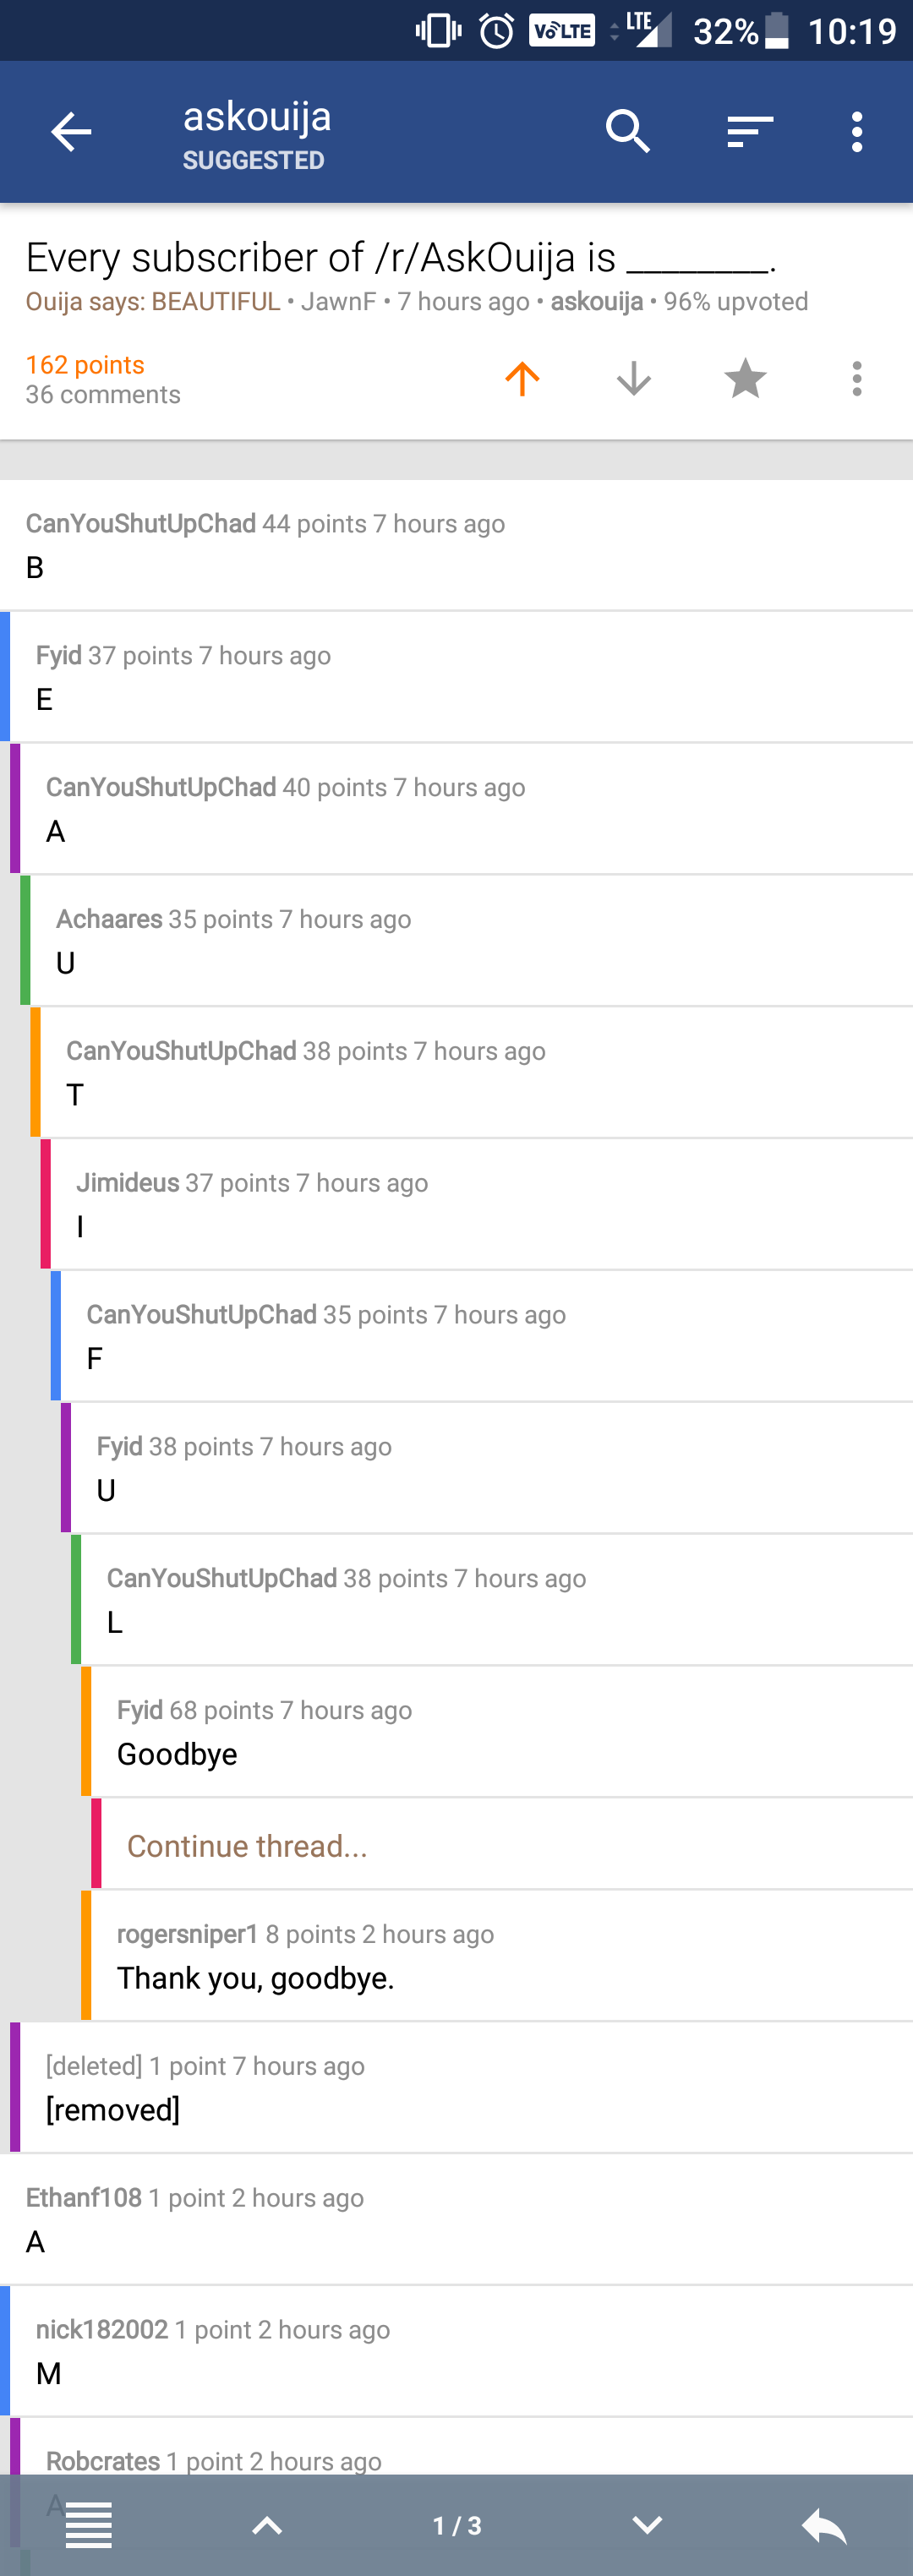 VoLTE LTE 32% 10:19
askouija
SUGGESTED
Every subscriber of /r/AskOuija is ________.
Ouija says: BEAUTIFUL • JawnF • 7 hours ago • askouija • 96% upvoted
162 points
36 comments
CanYouShutUpChad 44 points 7 hours ago
B
Fyid 37 points 7 hours ago
E
CanYouShutUpChad 40 points 7 hours ago
A
Achaares 35 points 7 hours ago
U
CanYouShutUpChad 38 points 7 hours ago
T
Jimideus 37 points 7 hours ago
I
CanYouShutUpChad 35 points 7 hours ago
F
Fyid 38 points 7 hours ago
U
CanYouShutUpChad 38 points 7 hours ago
L
Fyid 68 points 7 hours ago
Goodbye
Continue thread...
rogersniper1 8 points 2 hours ago
Thank you, goodbye.
[deleted] 1 point 7 hours ago
[removed]
Ethanf108 1 point 2 hours ago
A
nick182002 1 point 2 hours ago
M
Robcrates 1 point 2 hours ago
A
1 / 3